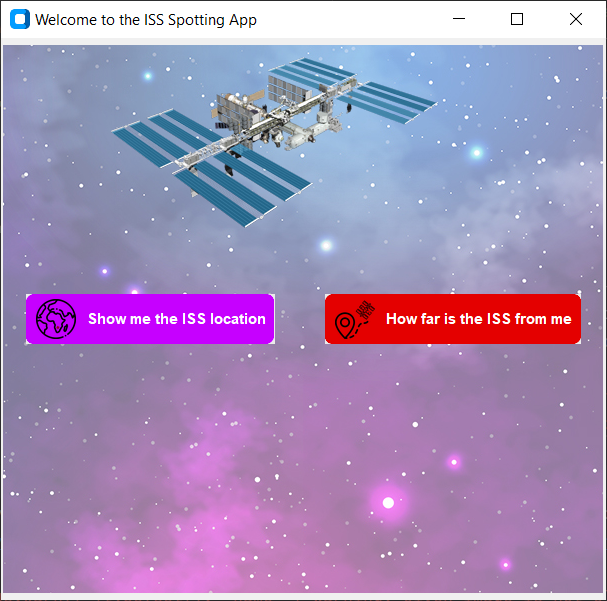 Welcome to the ISS Spotting App
Show me the ISS location
How far is the ISS from me